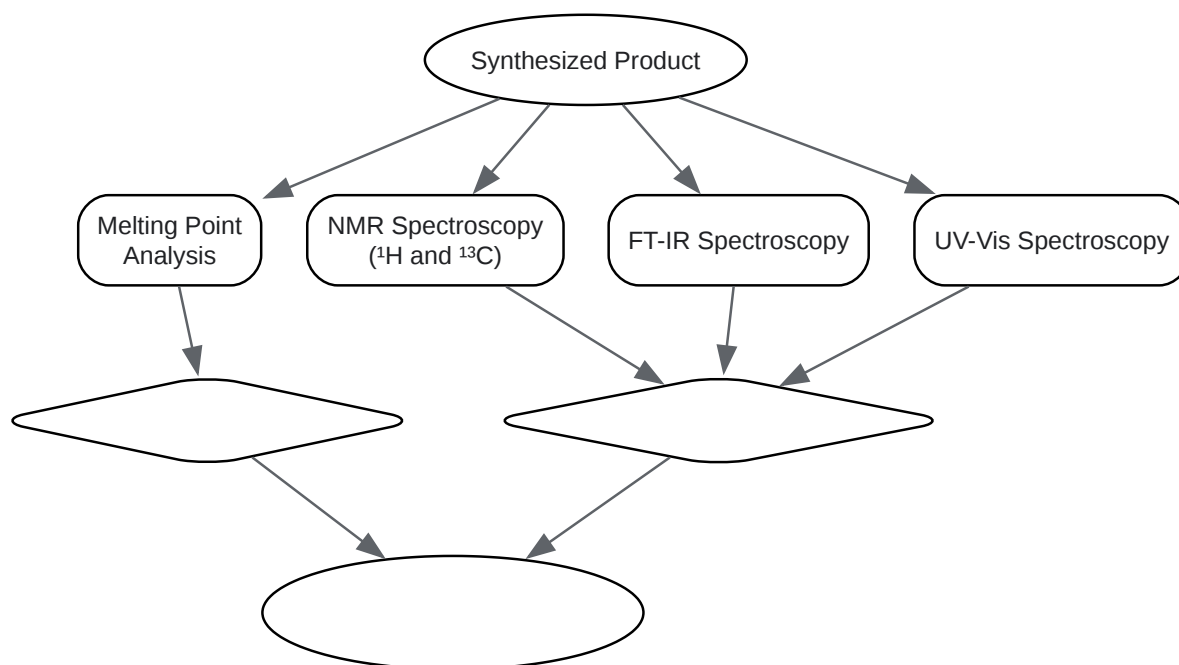 Synthesized Product
Melting Point
Analysis
NMR Spectroscopy
(¹H and ¹³C)
FT-IR Spectroscopy
UV-Vis Spectroscopy